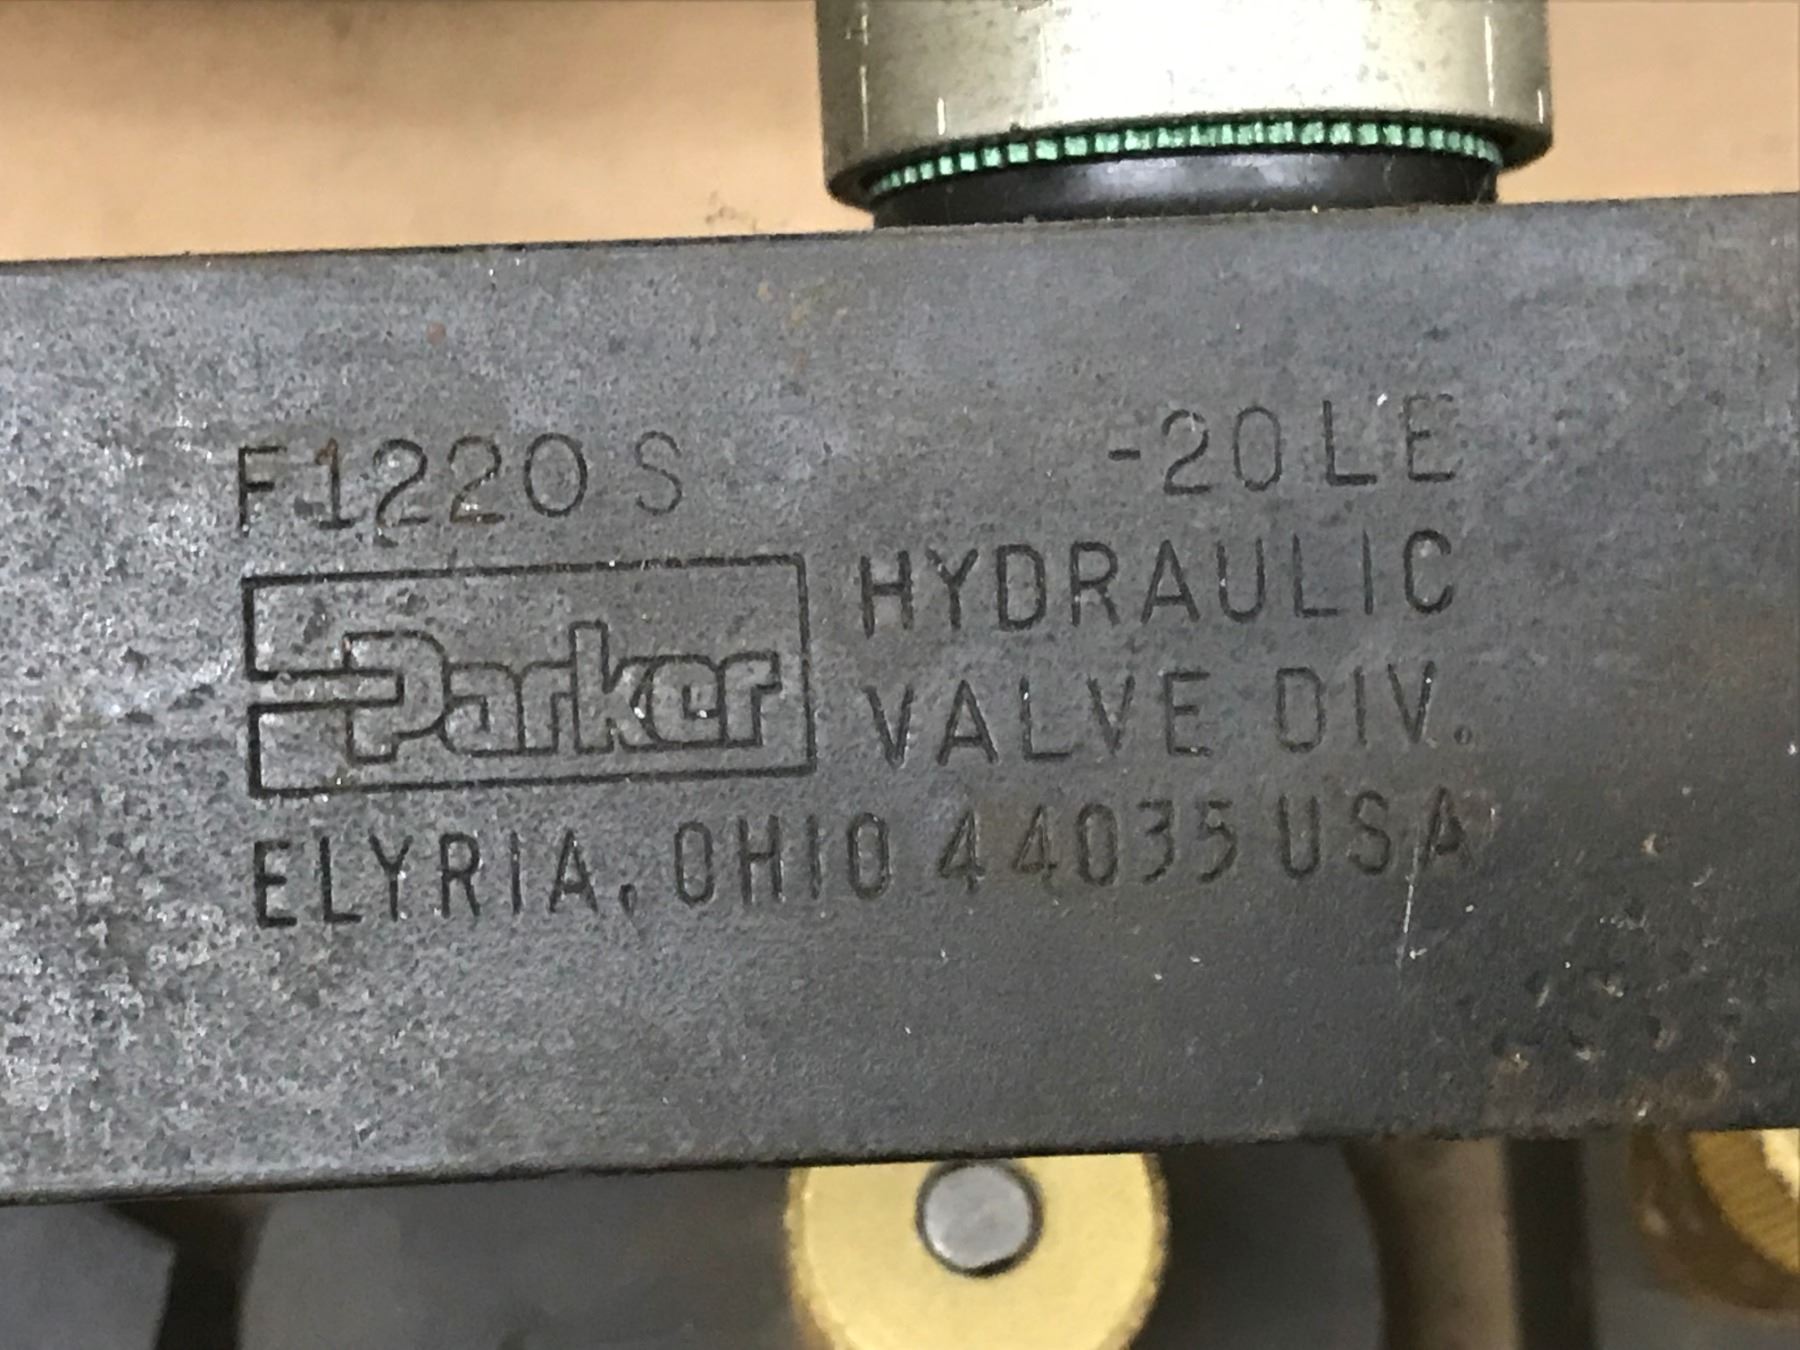 F1220S -20LE
Parker HYDRAULIC
VALVE DIV.
ELYRIA, OHIO 44035 USA